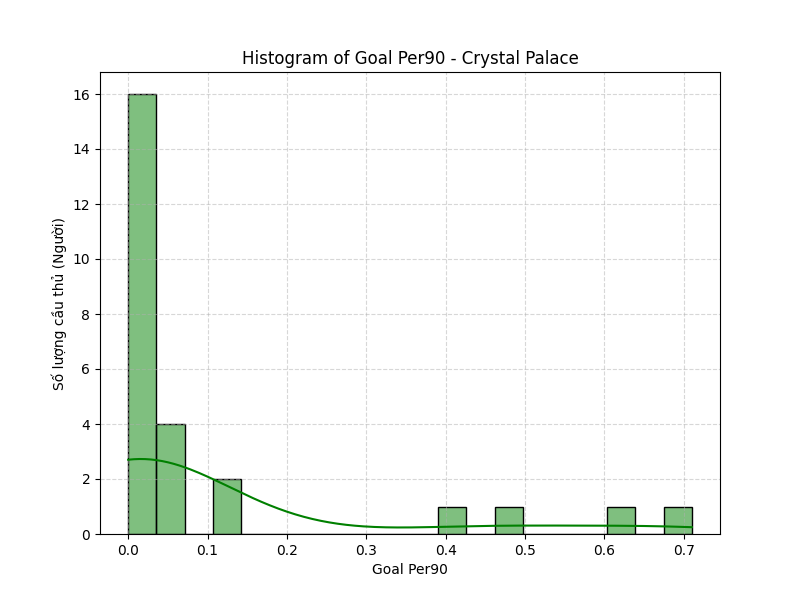 Histogram of Goal Per90 - Crystal Palace
Số lượng cầu thủ (Người)
16
14
12
10
8
6
4
2
0
0.0 0.1 0.2 0.3 0.4 0.5 0.6 0.7
Goal Per90